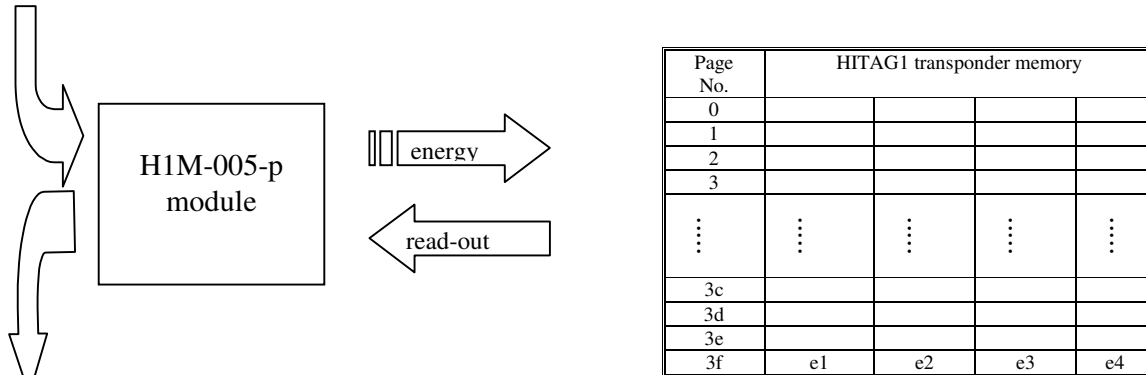 H1M-005-p
module
energy
read-out
Page
No.
HITAG1 transponder memory
0
1
2
3
3c
3d
3e
3f e1 e2 e3 e4